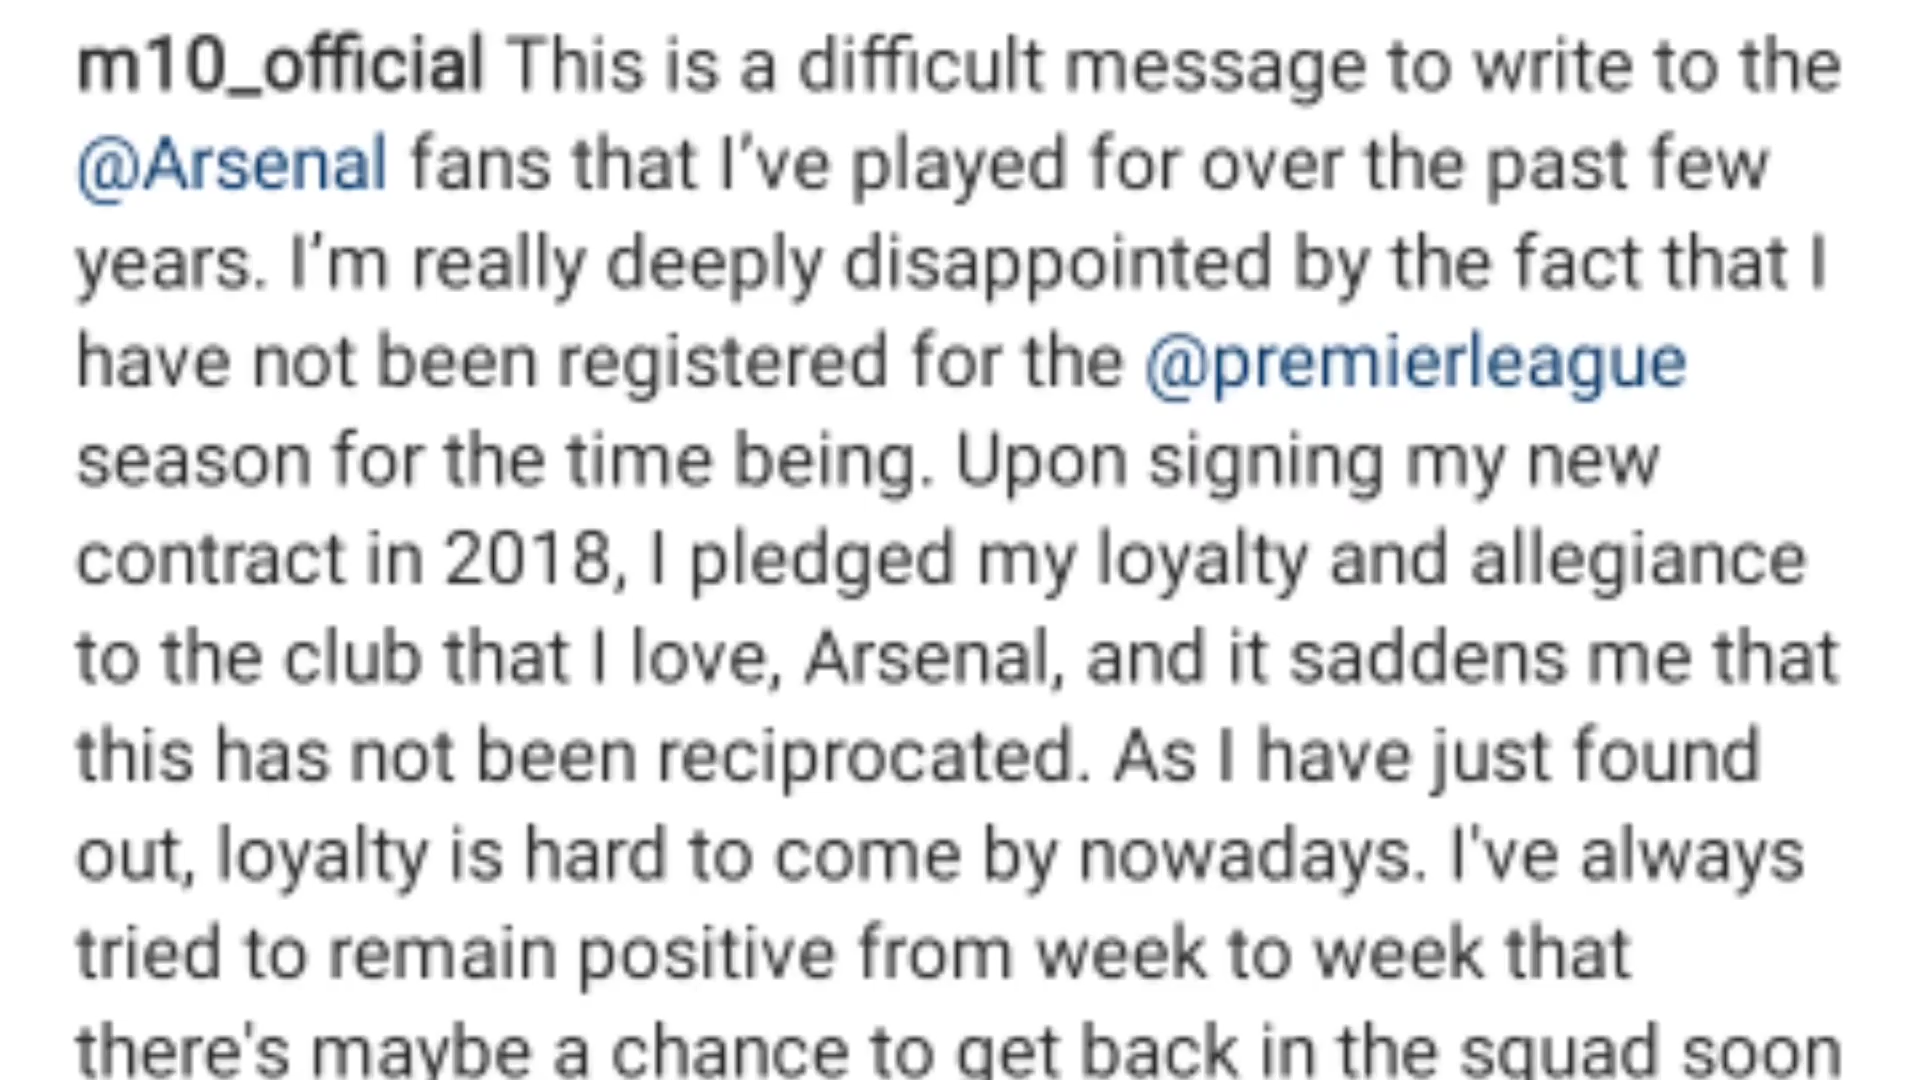 m10_official This is a difficult message to write to the
@Arsenal fans that I’ve played for over the past few
years. I’m really deeply disappointed by the fact that I
have not been registered for the @premierleague
season for the time being. Upon signing my new
contract in 2018, I pledged my loyalty and allegiance
to the club that I love, Arsenal, and it saddens me that
this has not been reciprocated. As I have just found
out, loyalty is hard to come by nowadays. I've always
tried to remain positive from week to week that
there's maybe a chance to get back in the squad soon